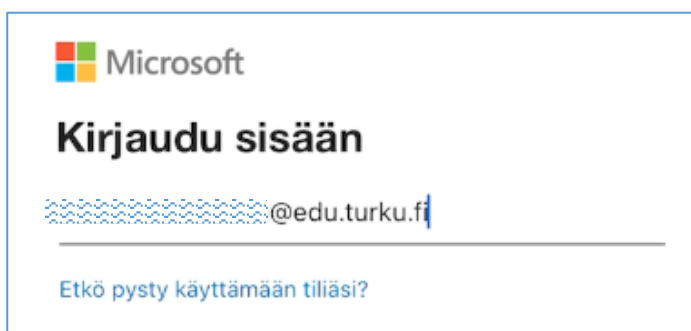 Microsoft
Kirjaudu sisään
@edu.turku.fi
Etkö pysty käyttämään tiliäsi?